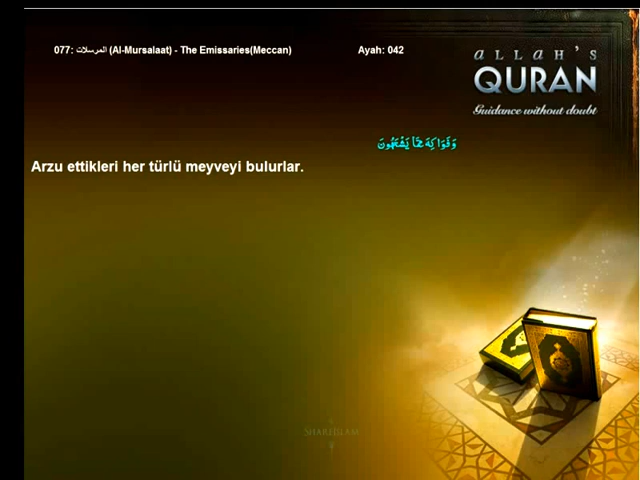 077: المرسلات (Al-Mursalaat) - The Emissaries(Meccan) Ayah: 042
ALLAH'S
QURAN
Guidance without doubt
وَفَوَاكِهَ مِمَّا يَشْتَهُونَ
Arzu ettikleri her türlü meyveyi bulurlar.
SHAREISLAM